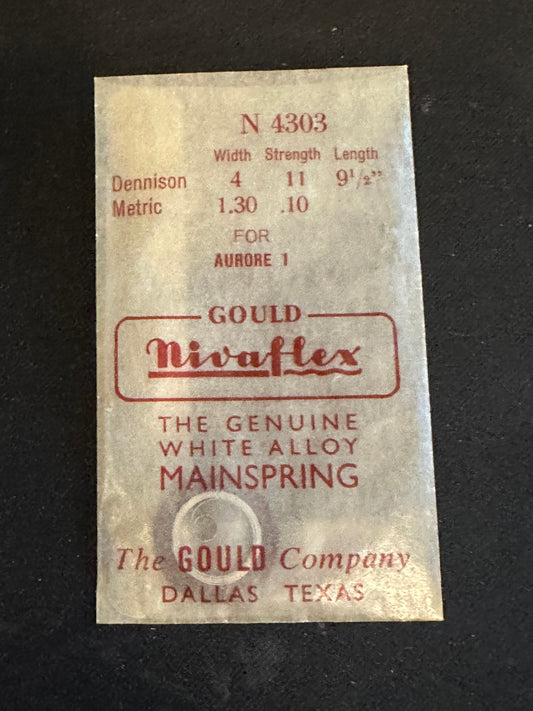 N 4303
Width Strength Length
Dennison 4 11 9 1/2"
Metric 1.30 .10
FOR
AURORE 1
GOULD
Nivaflex
THE GENUINE
WHITE ALLOY
MAINSPRING
The GOULD Company
DALLAS TEXAS